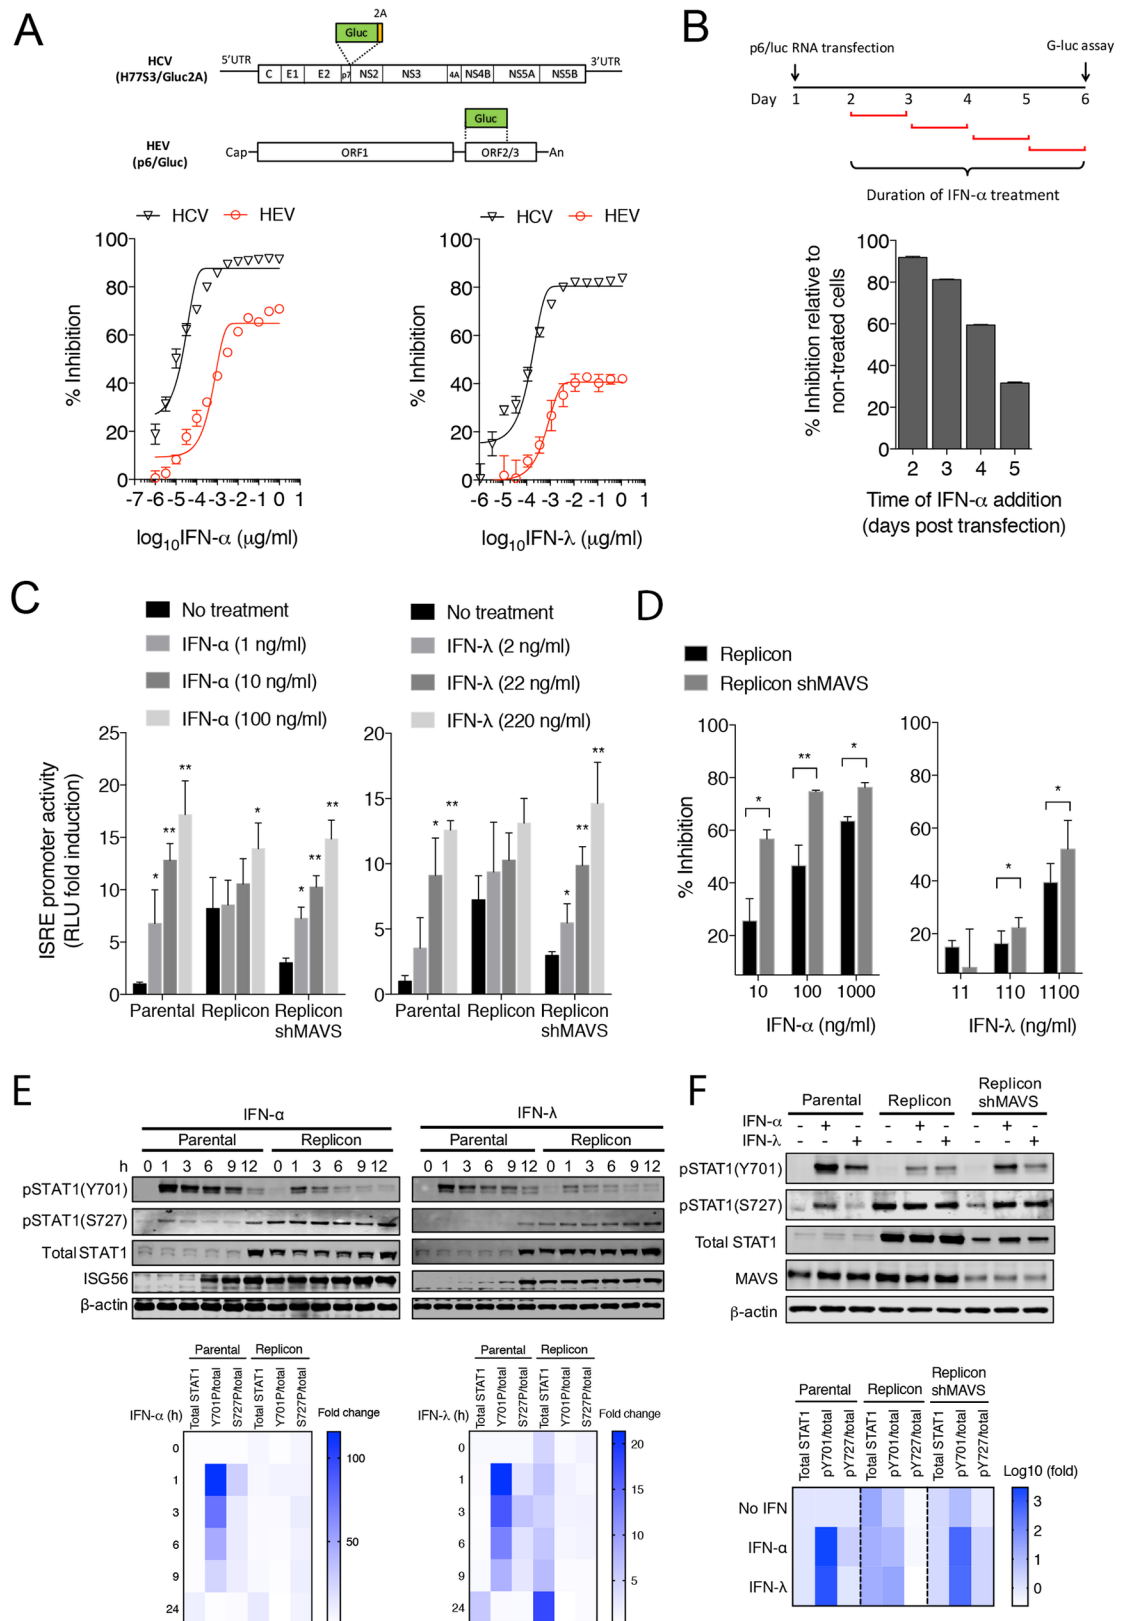 A
2A
Gluc
HCV
(H77S3/Gluc2A)
5'UTR
C E1 E2 p7 NS2 NS3 4A NS4B NS5A NS5B
3'UTR
Gluc
HEV
(p6/Gluc)
Cap ORF1 ORF2/3 An
HCV HEV
% Inhibition
100
80
60
40
20
0
-7 -6 -5 -4 -3 -2 -1 0 1
log10IFN-α (μg/ml)
HCV HEV
% Inhibition
100
80
60
40
20
0
-6 -5 -4 -3 -2 -1 0 1
log10IFN-λ (μg/ml)
B
p6/luc RNA transfection
G-luc assay
Day 1 2 3 4 5 6
Duration of IFN-α treatment
% Inhibition relative to
non-treated cells
100
80
60
40
20
0
2 3 4 5
Time of IFN-α addition
(days post transfection)
C
No treatment
IFN-α (1 ng/ml)
IFN-α (10 ng/ml)
IFN-α (100 ng/ml)
No treatment
IFN-λ (2 ng/ml)
IFN-λ (22 ng/ml)
IFN-λ (220 ng/ml)
ISRE promoter activity
(RLU fold induction)
25
20
15
10
5
0
* ** ** * * ** **
Parental Replicon Replicon
shMAVS
20
15
10
5
0
* ** * ** **
Parental Replicon Replicon
shMAVS
D
Replicon
Replicon shMAVS
% Inhibition
100
80
60
40
20
* ** *
10 100 1000
IFN-α (ng/ml)
100
80
60
40
20
* *
11 110 1100
IFN-λ (ng/ml)
E
IFN-α
Parental Replicon
h 0 1 3 6 9 12 0 1 3 6 9 12
IFN-λ
Parental Replicon
0 1 3 6 9 12 0 1 3 6 9 12
pSTAT1(Y701)
pSTAT1(S727)
Total STAT1
ISG56
β-actin
Parental Replicon
Total STAT1 Y701P/total S727P/total Total STAT1 Y701P/total S727P/total
IFN-α (h)
0
1
3
6
9
24
Fold change
100
50
Parental Replicon
Total STAT1 Y701P/total S727P/total Total STAT1 Y701P/total S727P/total
IFN-λ (h)
0
1
3
6
9
24
Fold change
20
15
10
5
F
Parental Replicon Replicon
shMAVS
IFN-α - + - - + - - + -
IFN-λ - - + - - + - - +
pSTAT1(Y701)
pSTAT1(S727)
Total STAT1
MAVS
β-actin
Parental Replicon Replicon
shMAVS
Total STAT1 pY701/total pY727/total Total STAT1 pY701/total pY727/total Total STAT1 pY701/total pY727/total
No IFN
IFN-α
IFN-λ
Log10 (fold)
3
2
1
0